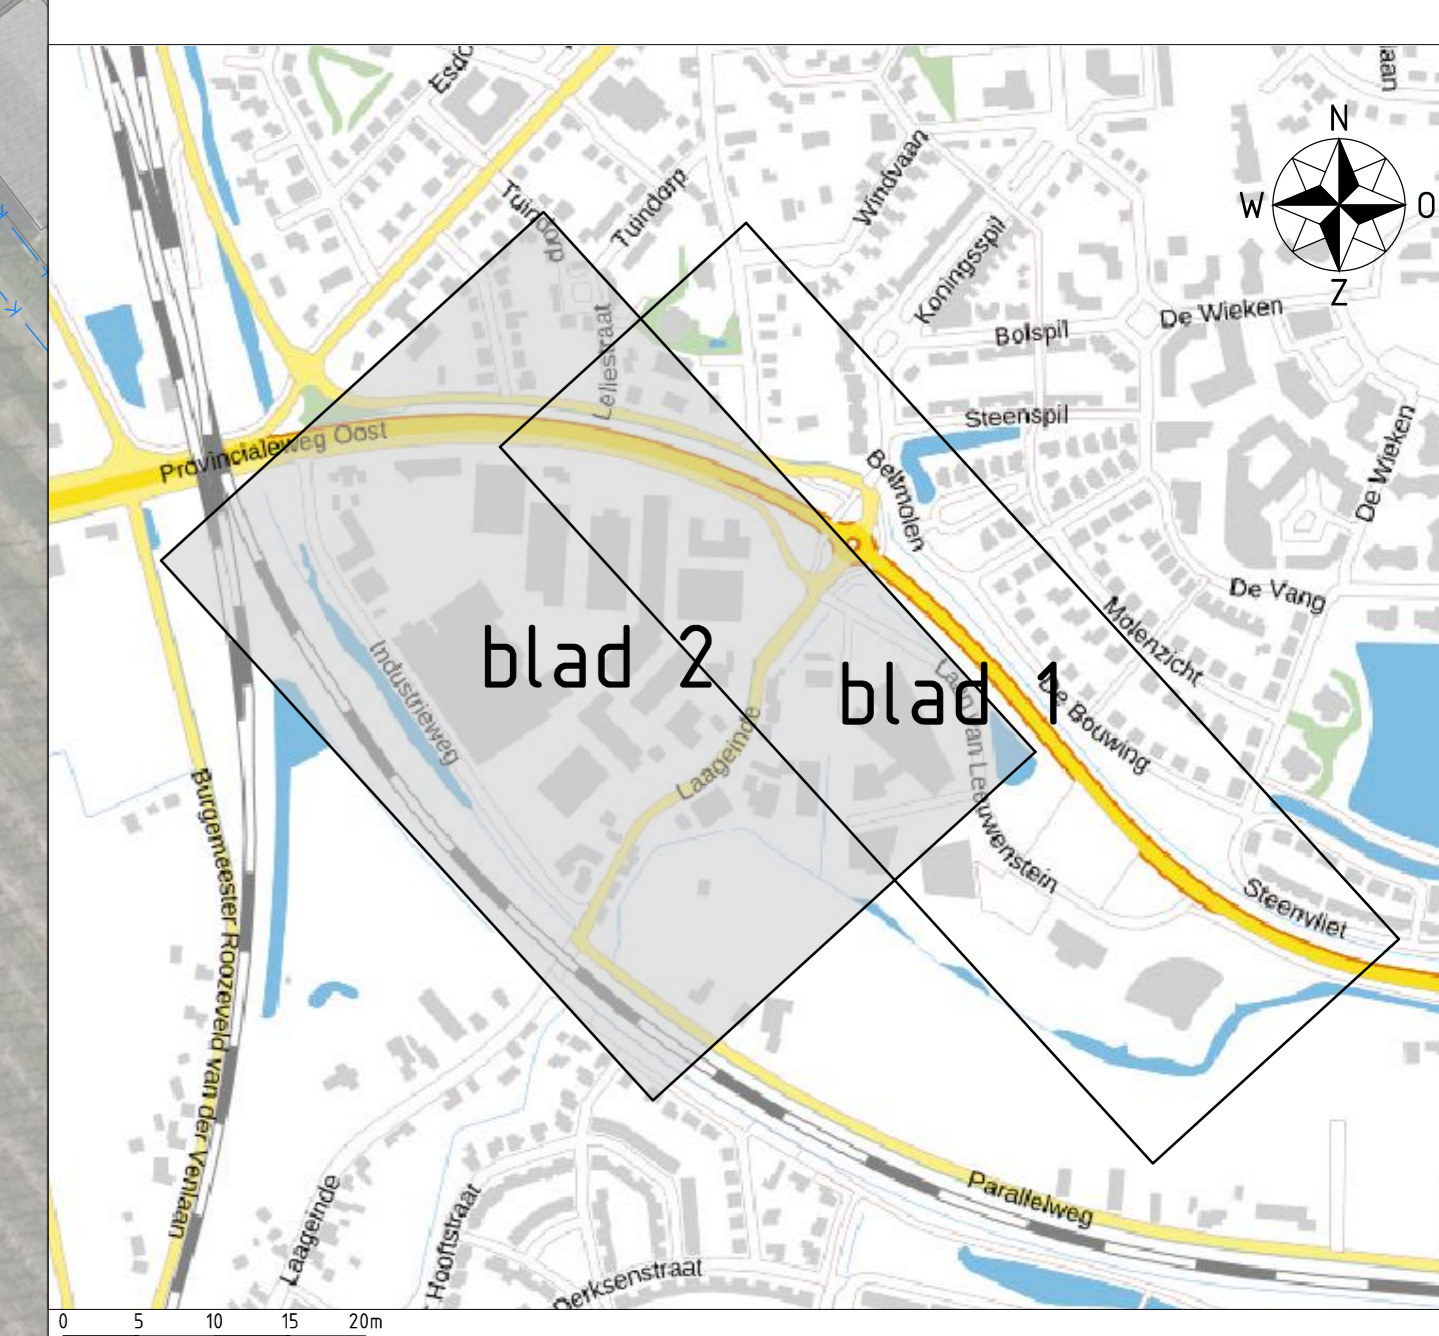 Esdo
laan
N
W
O
Z
Tuindorp
Tuindorp
Windvaan
Koningsspil
De Wieken
Bolspil
Leliestraat
Steenspil
De Wieken
Provincialeweg Oost
Beltmolen
De Vang
Molenzicht
Industrieweg
blad 2
blad 1
Laan van Leeuwenstein
De Bouwing
Laageinde
Burgemeester Roozeveld van der Venlaan
Steenvliet
Laageinde
Hooftstraat
Parallelweg
Derksenstraat
0 5 10 15 20m
K
K
K